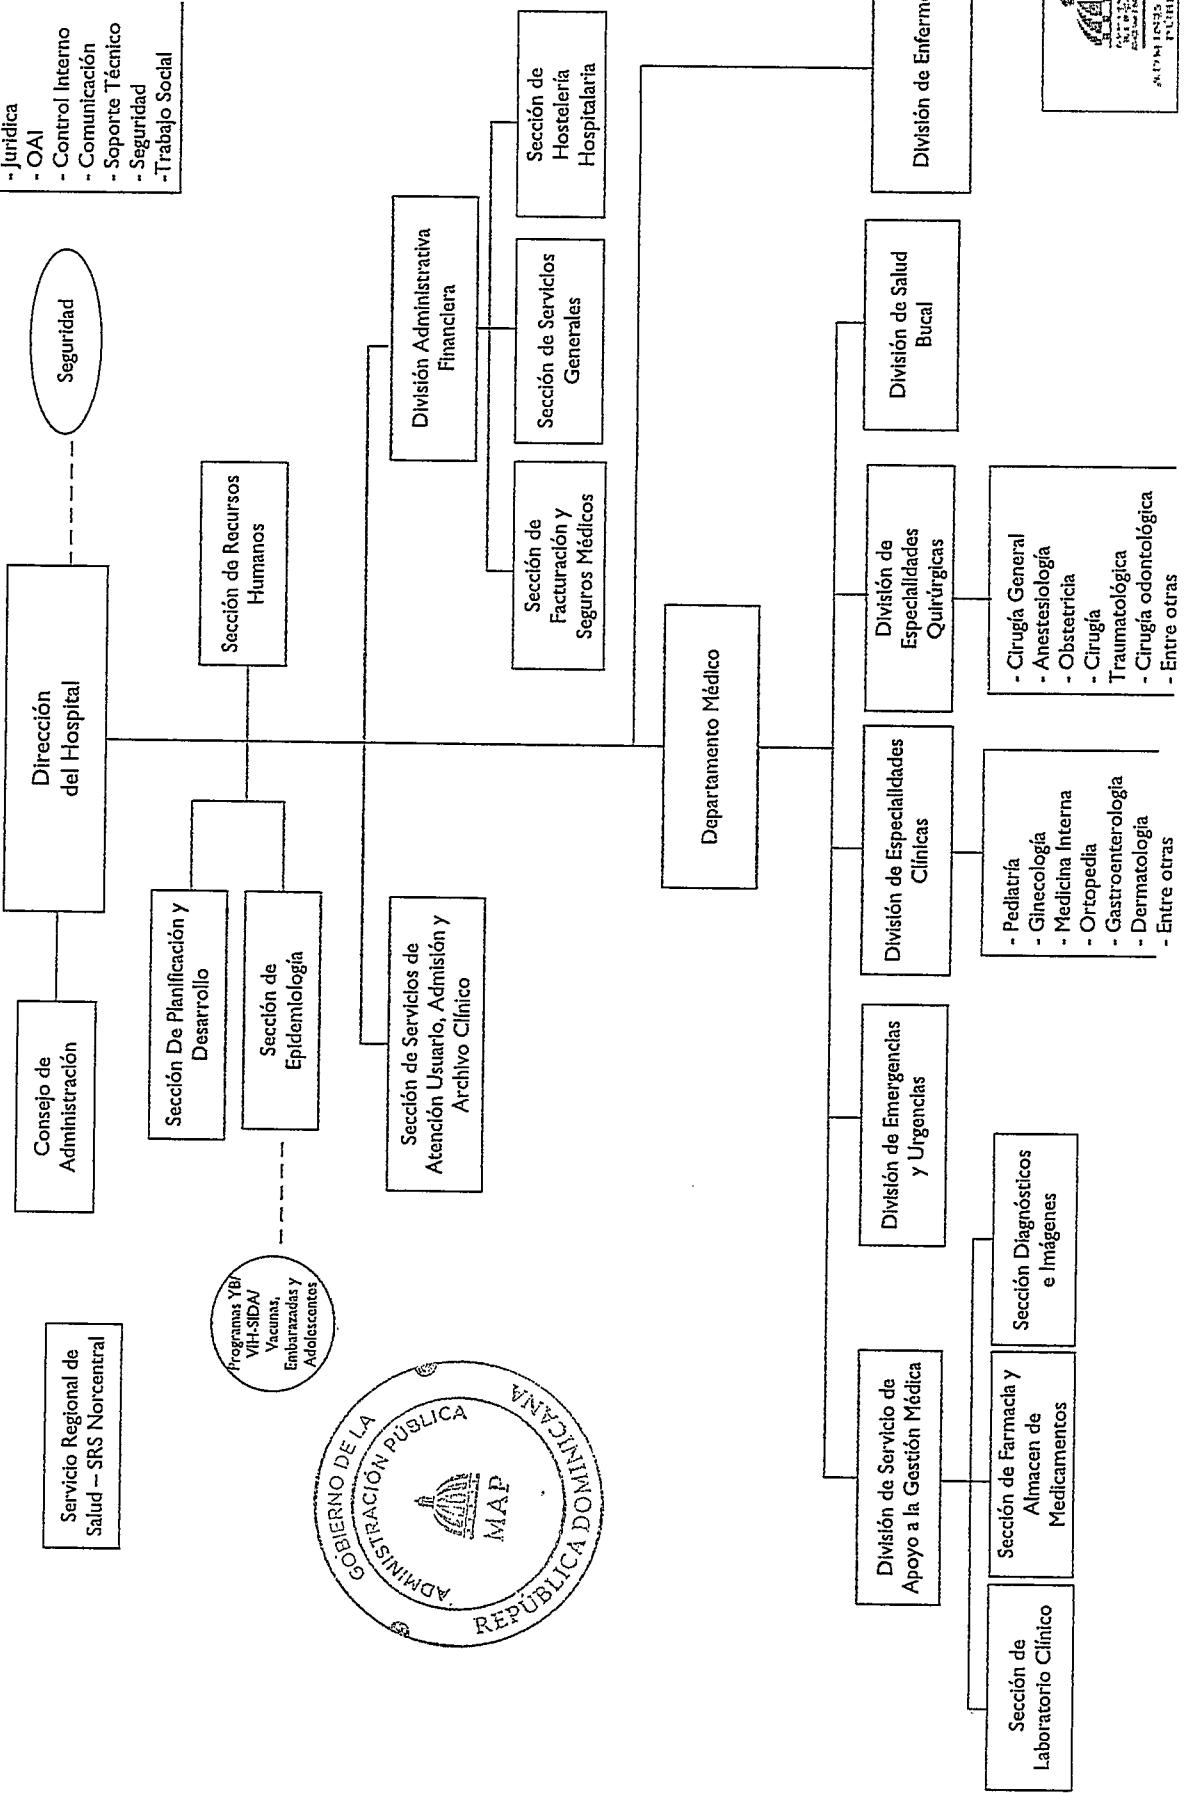 - Jurídica
- OAI
- Control Interno
- Comunicación
- Soporte Técnico
- Seguridad
-Trabajo Social
Servicio Regional de
Salud – SRS Norcentral
Consejo de
Administración
Dirección
del Hospital
Seguridad
Sección De Planificación y
Desarrollo
Sección de
Epidemiología
Sección de Recursos
Humanos
Programas YB/
VIH-SIDA/
Vacunas,
Embarazadas y
Adolescentes
Sección de Servicios de
Atención Usuario, Admisión y
Archivo Clínico
División Administrativa
Financiera
Sección de
Facturación y
Seguros Médicos
Sección de Servicios
Generales
Sección de
Hostelería
Hospitalaria
GOBIERNO DE LA
REPÚBLICA DOMINICANA
ADMINISTRACIÓN PÚBLICA
MAP
Departamento Médico
División de Servicio de
Apoyo a la Gestión Médica
División de Emergencias
y Urgencias
División de Especialidades
Clínicas
División de
Especialidades
Quirúrgicas
División de Salud
Bucal
División de Enferme
Sección de
Laboratorio Clínico
Sección de Farmacia y
Almacen de
Medicamentos
Sección Diagnósticos
e Imágenes
- Pediatría
- Ginecología
- Medicina Interna
- Ortopedia
- Gastroenterologia
- Dermatologia
- Entre otras
- Cirugía General
- Anestesiología
- Obstetricia
- Cirugía
Traumatológica
- Cirugía odontológica
- Entre otras